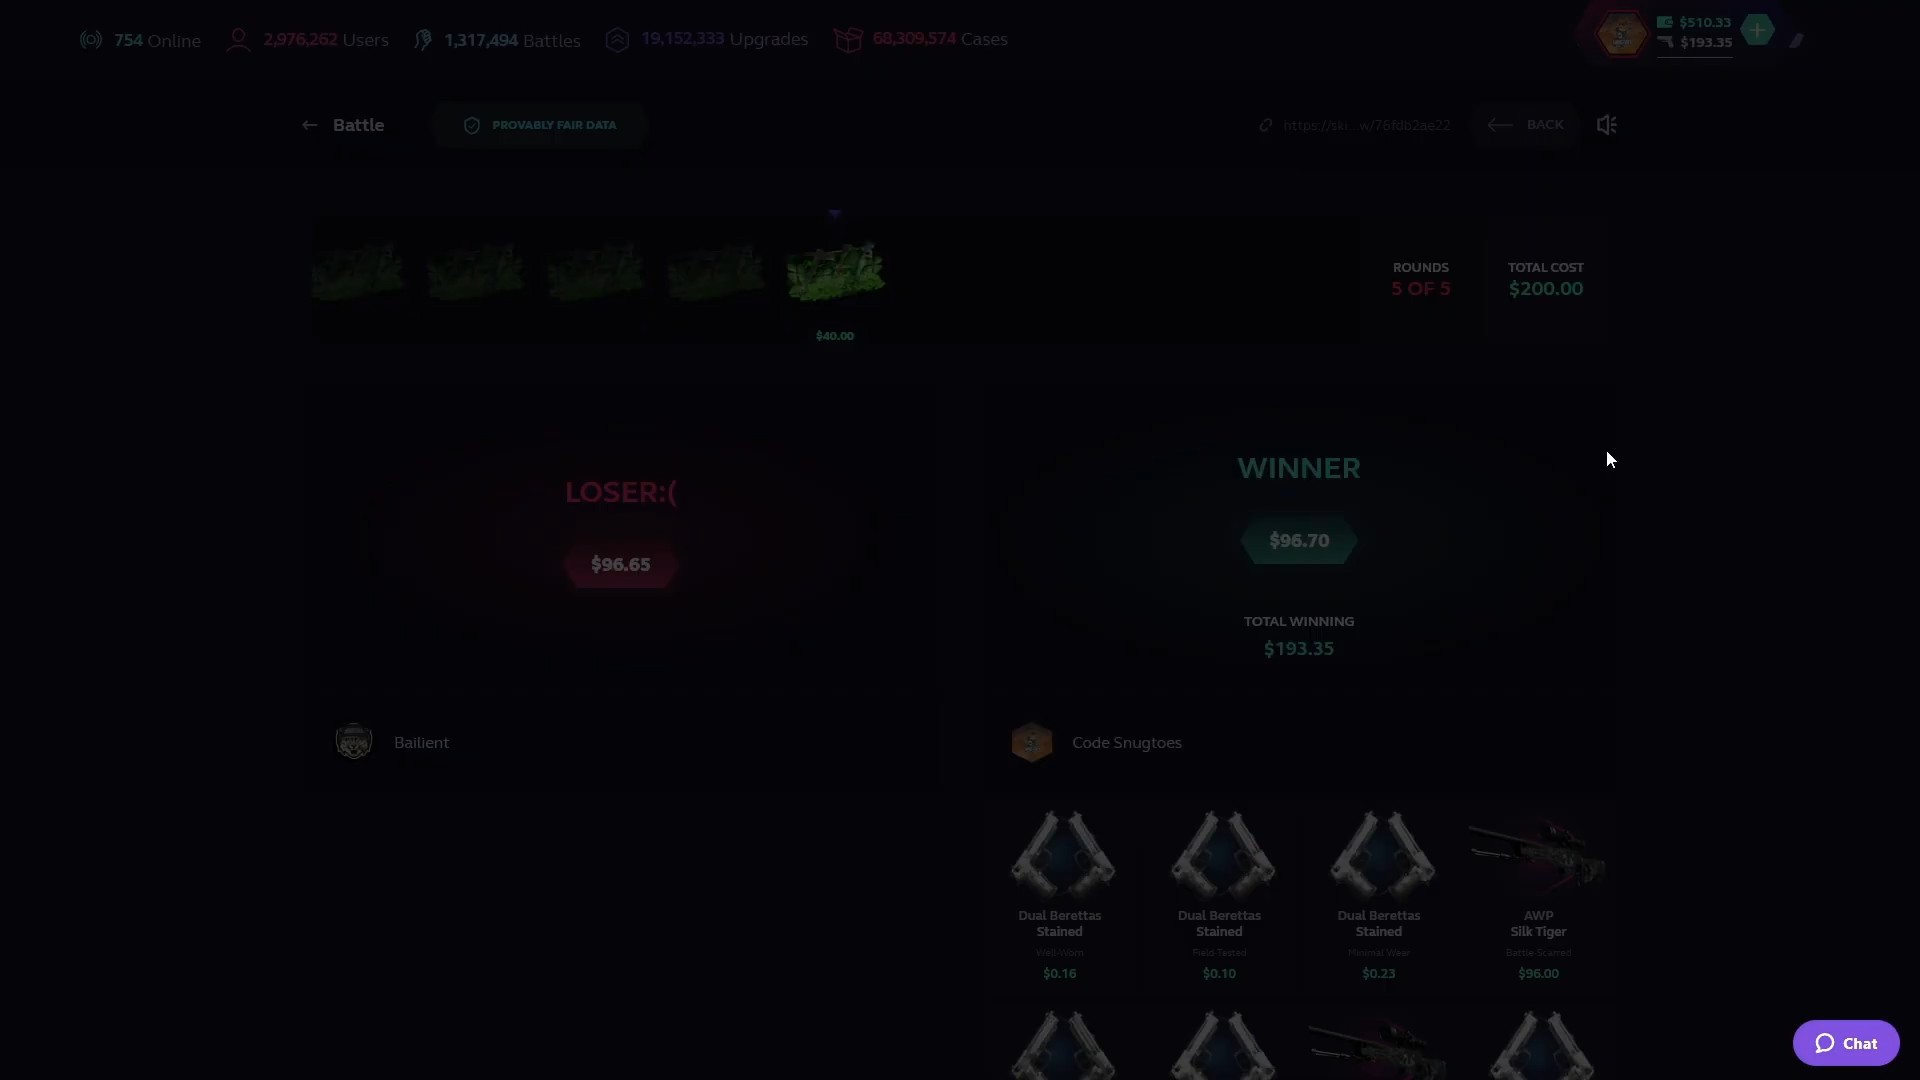 754 Online
2,976,262 Users
1,317,494 Battles
19,152,333 Upgrades
68,309,574 Cases
$510.33
$193.35
Battle
PROVABLY FAIR DATA
https://ski...w/76fdb2ae22
BACK
ROUNDS
5 OF 5
TOTAL COST
$200.00
$40.00
LOSER:(
$96.65
WINNER
$96.70
TOTAL WINNING
$193.35
Bailient
Code Snugtoes
Dual Berettas
Stained
Well-Worn
$0.16
Dual Berettas
Stained
Field-Tested
$0.10
Dual Berettas
Stained
Minimal Wear
$0.23
AWP
Silk Tiger
Battle-Scarred
$96.00
Chat